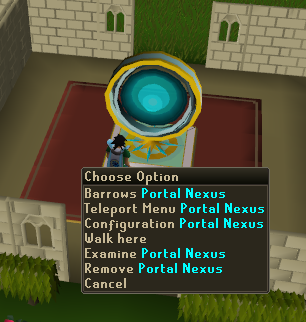 Choose Option
Barrows Portal Nexus
Teleport Menu Portal Nexus
Configuration Portal Nexus
Walk here
Examine Portal Nexus
Remove Portal Nexus
Cancel